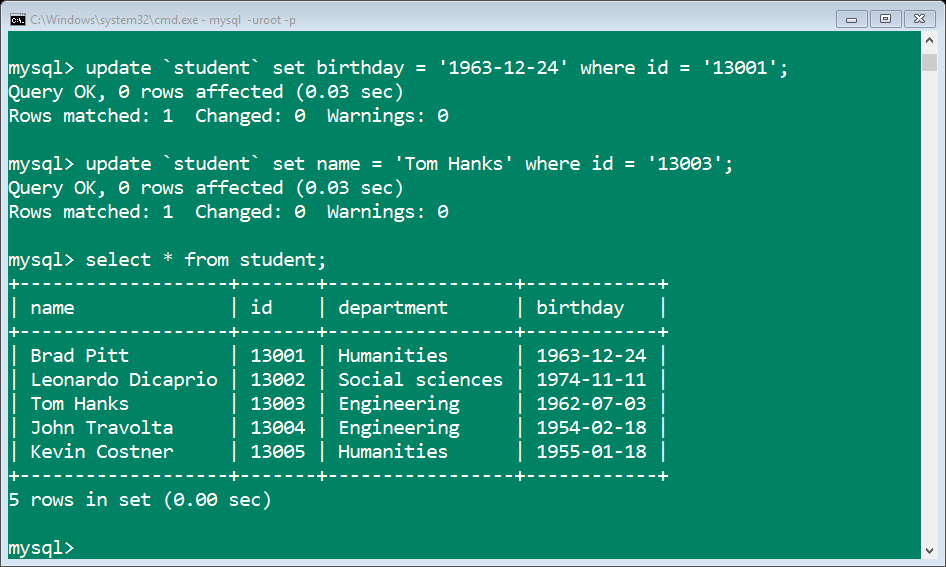 C:\Windows\system32\cmd.exe - mysql  -uroot -p
mysql> update `student` set birthday = '1963-12-24' where id = '13001';
Query OK, 0 rows affected (0.03 sec)
Rows matched: 1  Changed: 0  Warnings: 0
mysql> update `student` set name = 'Tom Hanks' where id = '13003';
Query OK, 0 rows affected (0.03 sec)
Rows matched: 1  Changed: 0  Warnings: 0
mysql> select * from student;
+-------------------+-------+-----------------+------------+
| name              | id    | department      | birthday   |
+-------------------+-------+-----------------+------------+
| Brad Pitt         | 13001 | Humanities      | 1963-12-24 |
| Leonardo Dicaprio | 13002 | Social sciences | 1974-11-11 |
| Tom Hanks         | 13003 | Engineering     | 1962-07-03 |
| John Travolta     | 13004 | Engineering     | 1954-02-18 |
| Kevin Costner     | 13005 | Humanities      | 1955-01-18 |
+-------------------+-------+-----------------+------------+
5 rows in set (0.00 sec)
mysql>